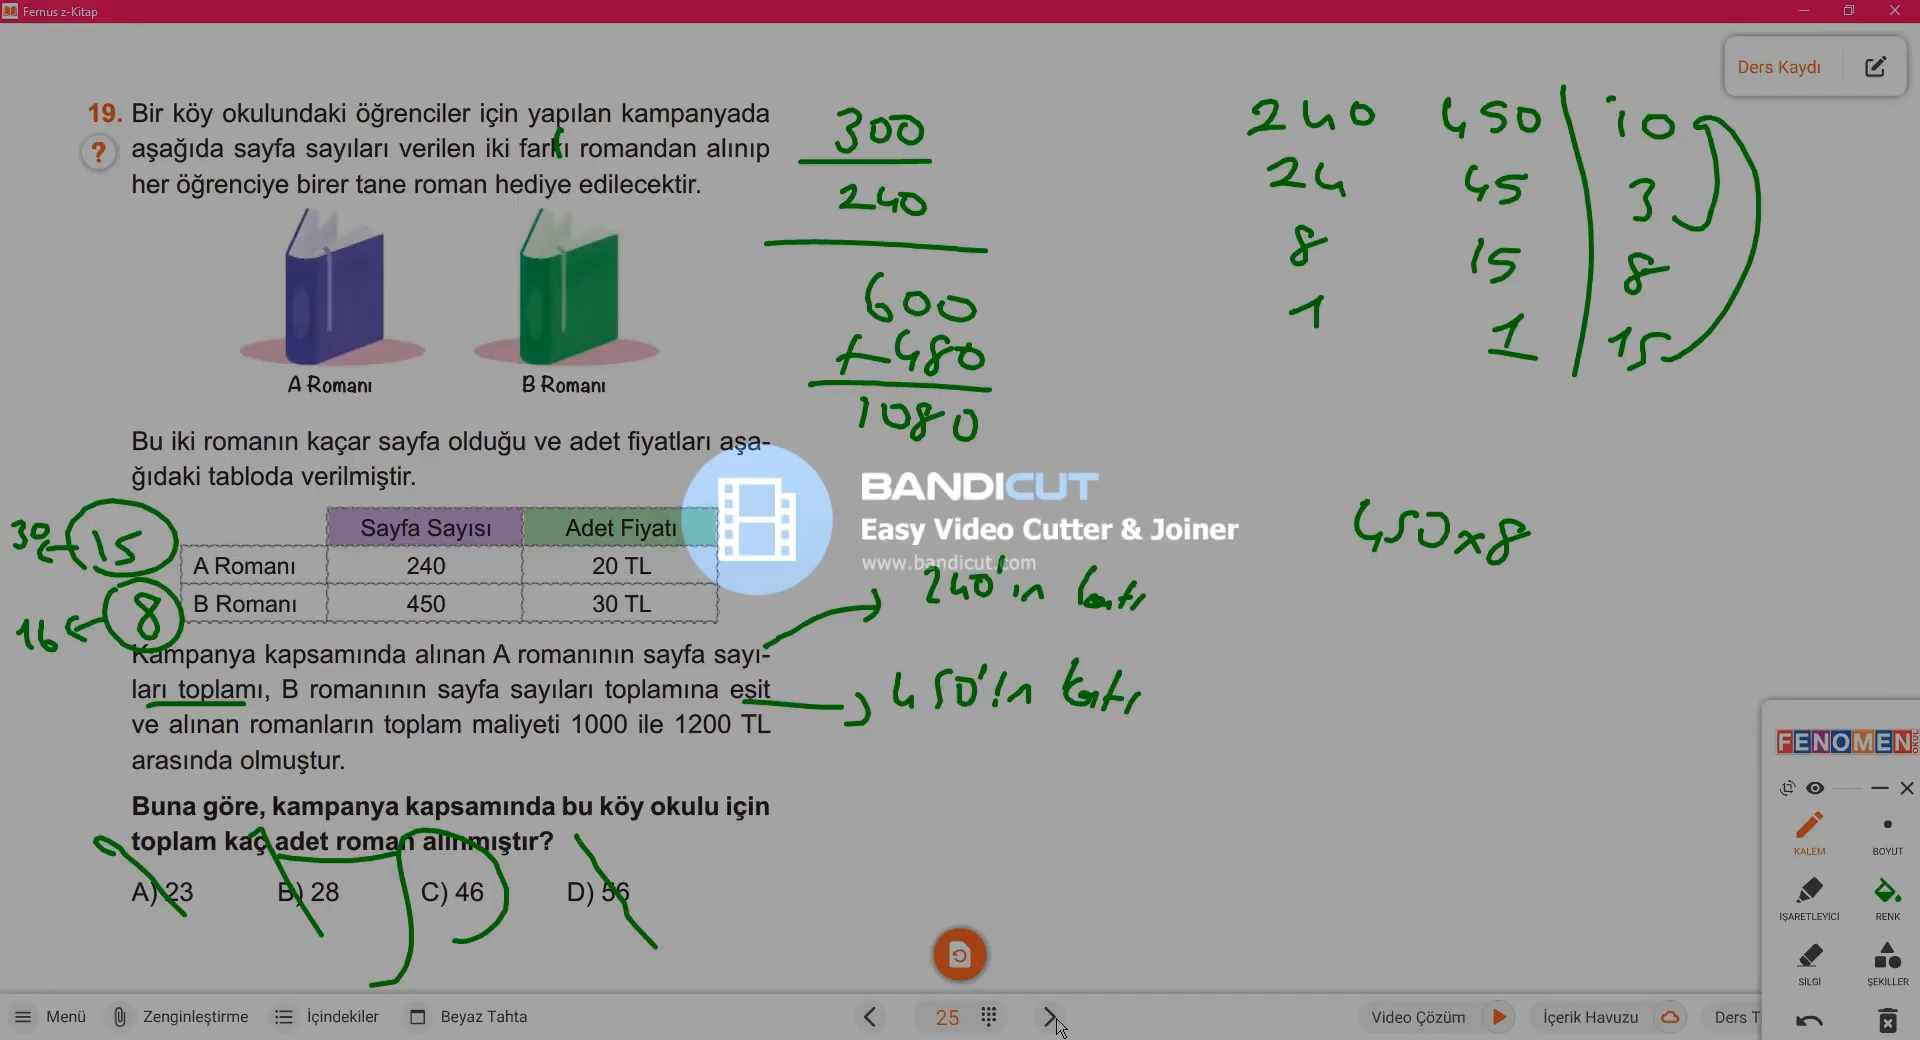 Fernus z-Kitap
Ders Kaydı
19. Bir köy okulundaki öğrenciler için yapılan kampanyada
? aşağıda sayfa sayıları verilen iki farkı romandan alınıp
her öğrenciye birer tane roman hediye edilecektir.
A Romanı B Romanı
Bu iki romanın kaçar sayfa olduğu ve adet fiyatları aşa-
ğıdaki tabloda verilmiştir.
Sayfa Sayısı Adet Fiyatı
A Romanı 240 20 TL
B Romanı 450 30 TL
30 15
16 8
Kampanya kapsamında alınan A romanının sayfa sayı-
ları toplamı, B romanının sayfa sayıları toplamına eşit
ve alınan romanların toplam maliyeti 1000 ile 1200 TL
arasında olmuştur.
Buna göre, kampanya kapsamında bu köy okulu için
toplam kaç adet roman alınmıştır?
A) 23 B) 28 C) 46 D) 56
300
240
600
+480
1080
240 450 10
24 45 3
8 15 8
1 1 15
BANDICUT
Easy Video Cutter & Joiner
www.bandicut.com
450x8
240'ın katı
450'in katı
FENOMEN OKUL
KALEM BOYUT
İŞARETLEYİCİ RENK
SİLGİ ŞEKİLLER
Menü Zenginleştirme İçindekiler Beyaz Tahta 25 Video Çözüm İçerik Havuzu Ders T